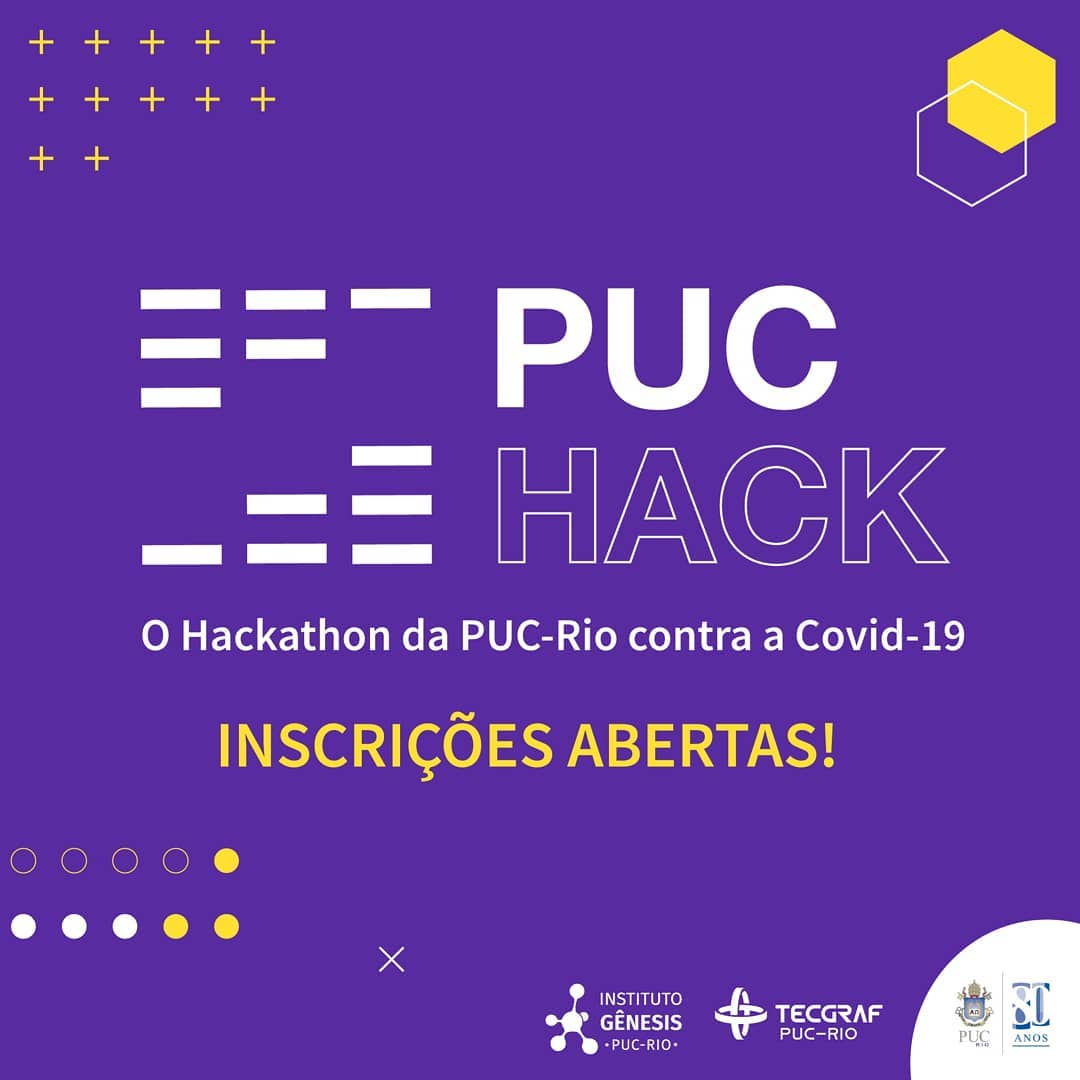 PUC
HACK
O Hackathon da PUC-Rio contra a Covid-19
INSCRIÇÕES ABERTAS!
INSTITUTO
GÊNESIS
•PUC-RIO•
TECGRAF
PUC-RIO
PUC
RIO
80
ANOS